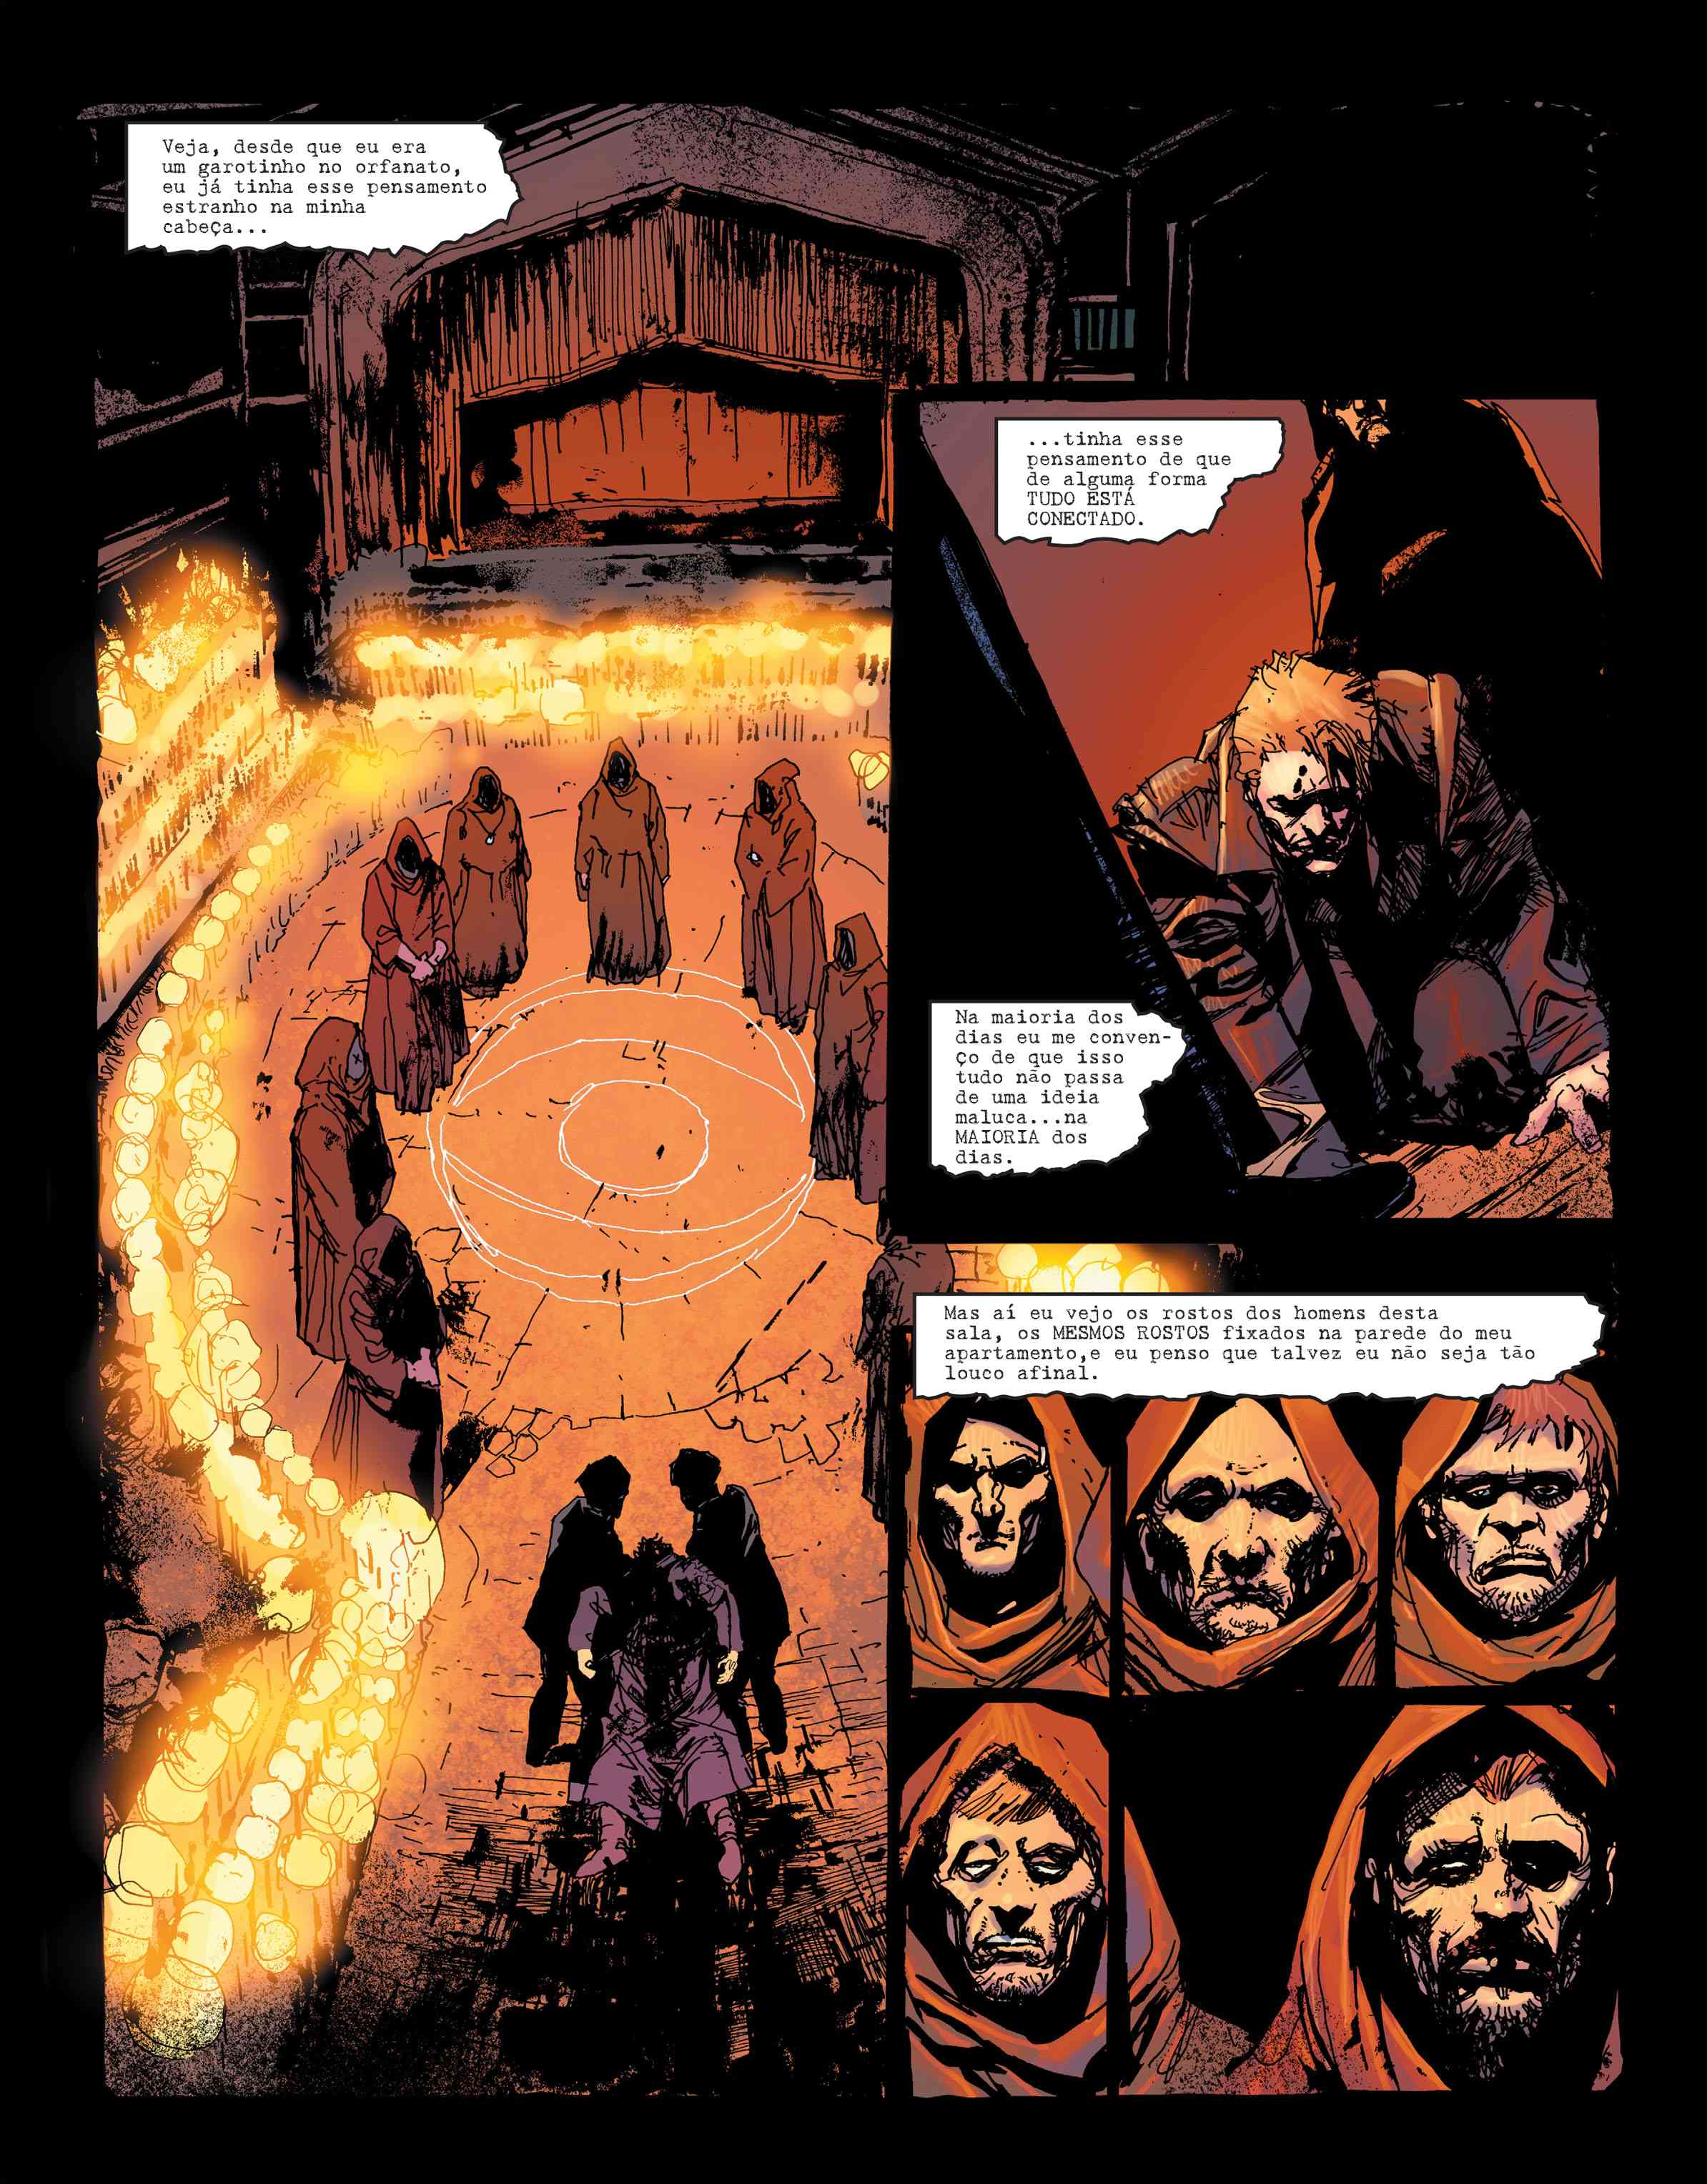 Veja, desde que eu era
um garotinho no orfanato,
eu já tinha esse pensamento
estranho na minha
cabeça...
...tinha esse
pensamento de que
de alguma forma
TUDO ESTÁ
CONECTADO.
Na maioria dos
dias eu me conven-
ço de que isso
tudo não passa
de uma ideia
maluca...na
MAIORIA dos
dias.
Mas aí eu vejo os rostos dos homens desta
sala, os MESMOS ROSTOS fixados na parede do meu
apartamento,e eu penso que talvez eu não seja tão
louco afinal.